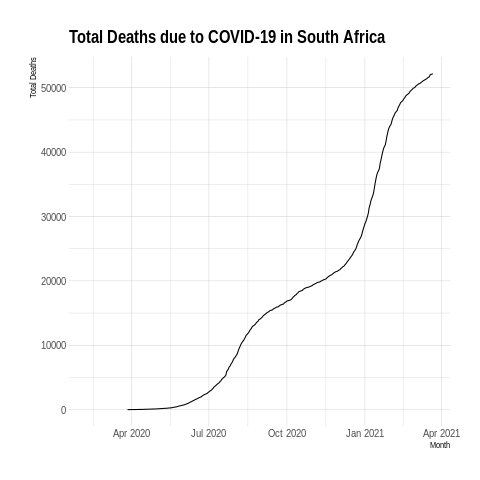 Total Deaths due to COVID-19 in South Africa
Total Deaths
50000
40000
30000
20000
10000
0
Apr 2020 Jul 2020 Oct 2020 Jan 2021 Apr 2021
Month